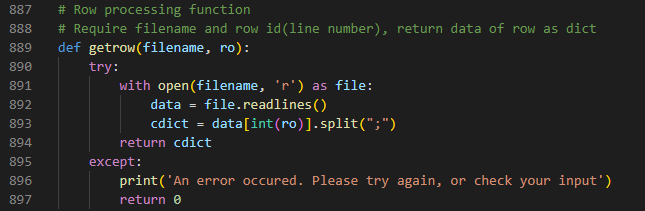 887 # Row processing function
888 # Require filename and row id(line number), return data of row as dict
889 def getrow(filename, ro):
890     try:
891         with open(filename, 'r') as file:
892             data = file.readlines()
893             cdict = data[int(ro)].split(";")
894         return cdict
895     except:
896         print('An error occured. Please try again, or check your input')
897         return 0